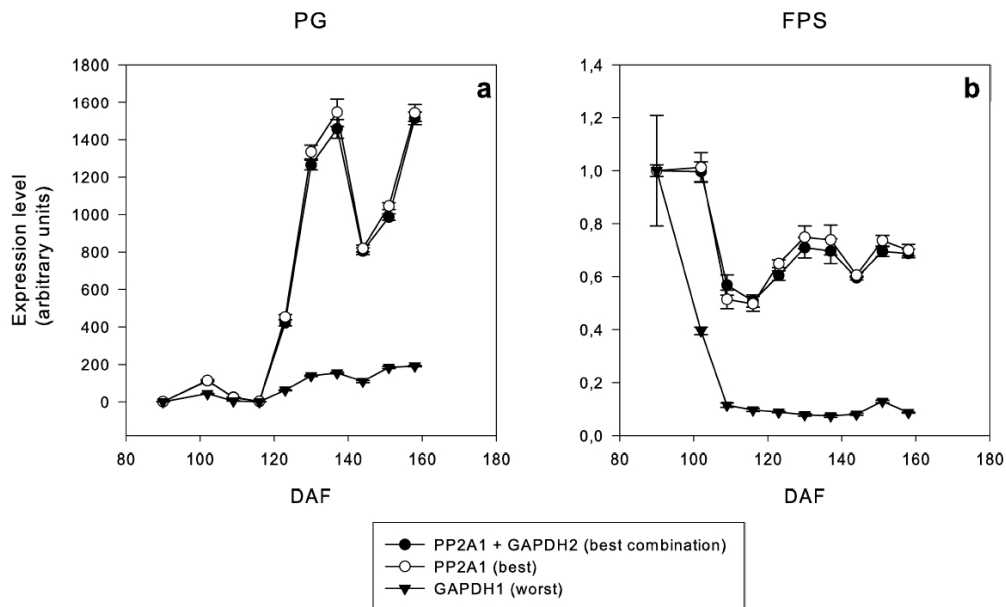 PG
1800
1600
1400
1200
1000
800
600
400
200
0
80 100 120 140 160 180
DAF
Expression level
(arbitrary units)
a
FPS
1,4
1,2
1,0
0,8
0,6
0,4
0,2
0,0
80 100 120 140 160 180
DAF
b
PP2A1 + GAPDH2 (best combination)
PP2A1 (best)
GAPDH1 (worst)